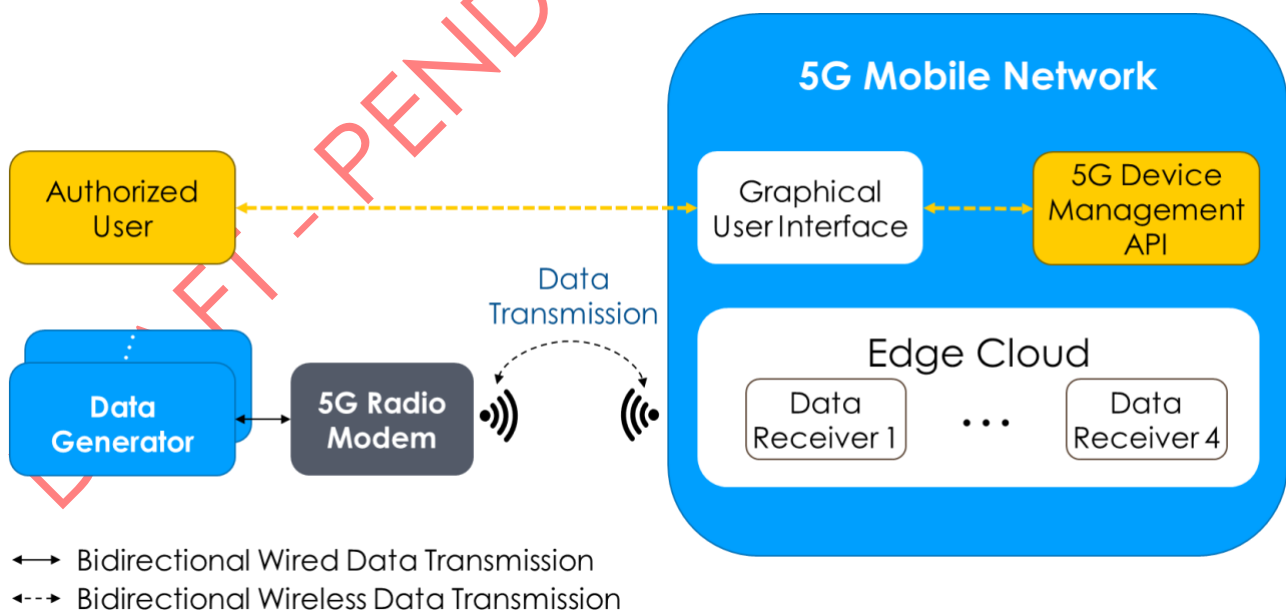 5G Mobile Network
Authorized
User
Graphical
User Interface
5G Device
Management
API
Data
Transmission
Data
Generator
5G Radio
Modem
Edge Cloud
Data
Receiver 1
...
Data
Receiver 4
Bidirectional Wired Data Transmission
Bidirectional Wireless Data Transmission